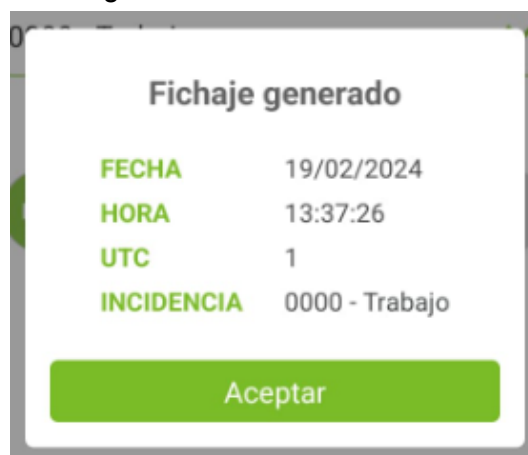 Fichaje generado
FECHA 19/02/2024
HORA 13:37:26
UTC 1
INCIDENCIA 0000 - Trabajo
Aceptar